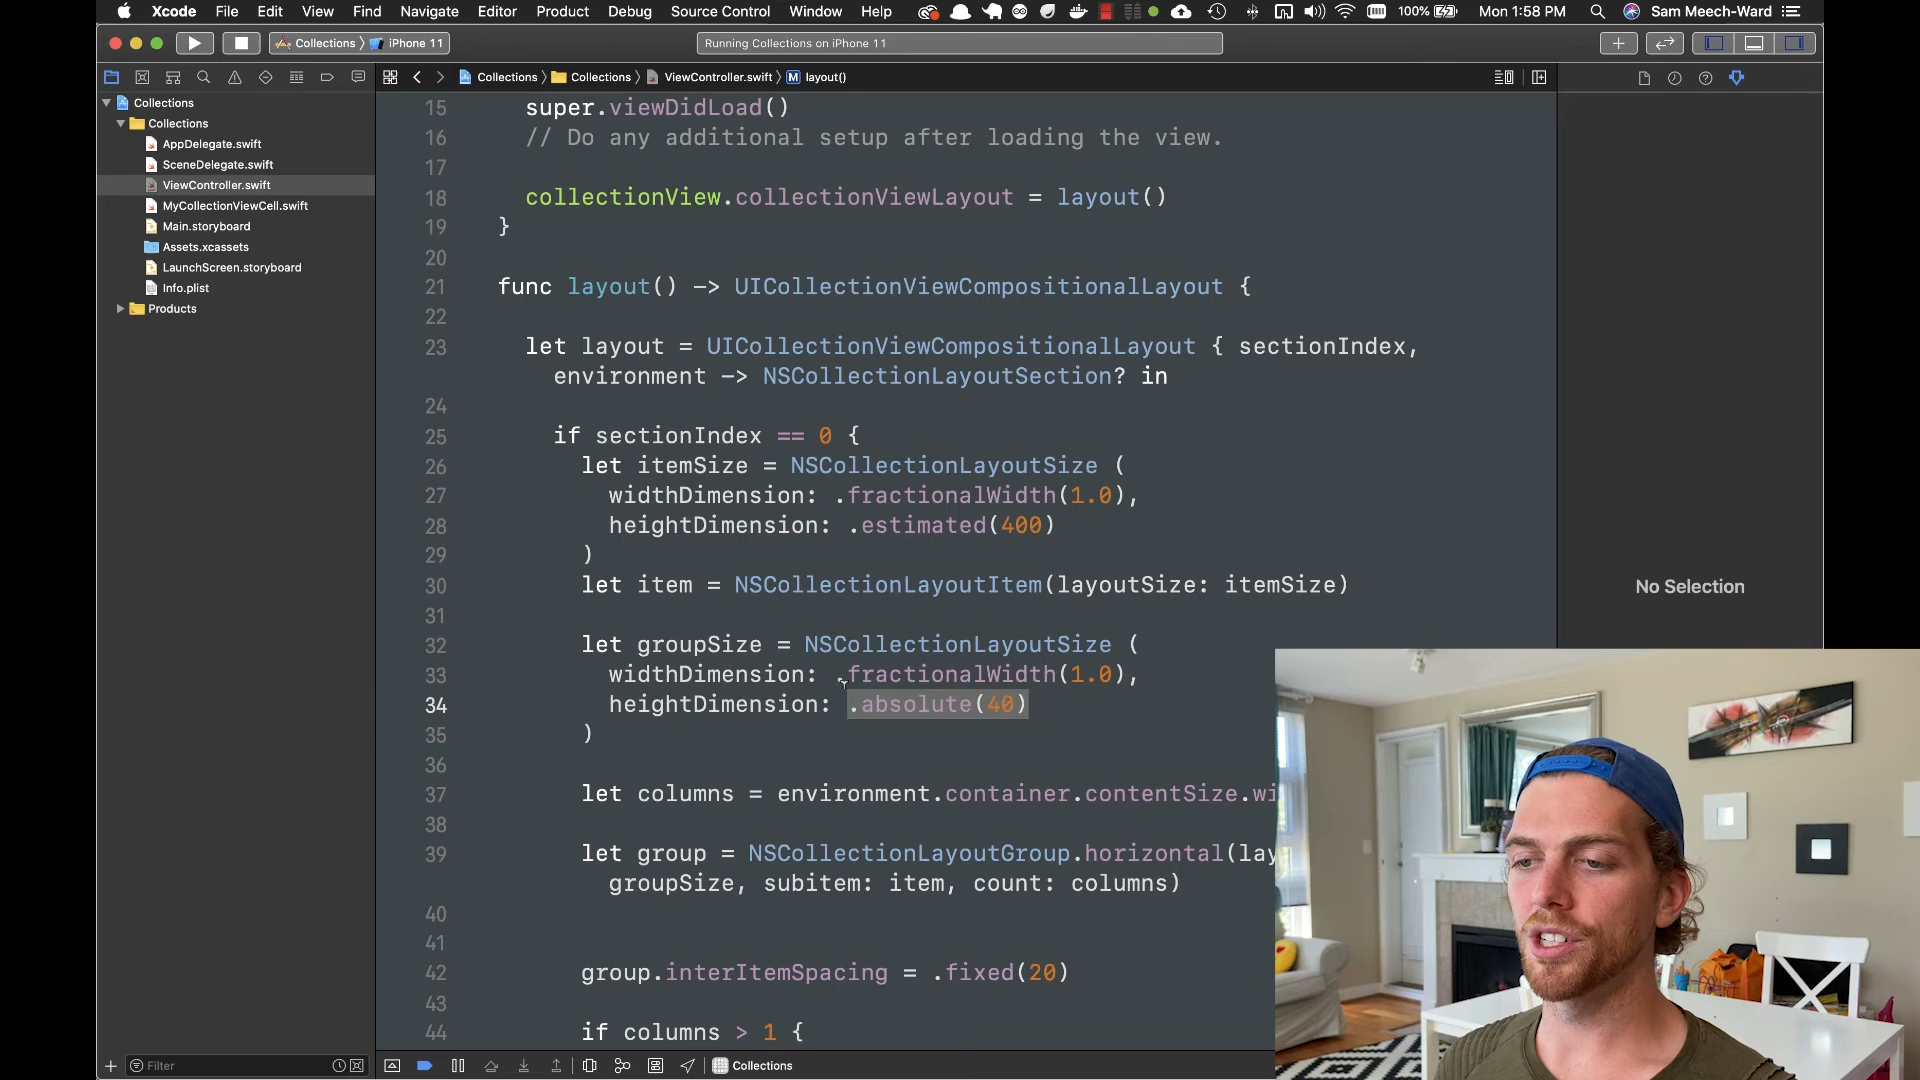 Xcode File Edit View Find Navigate Editor Product Debug Source Control Window Help 100% Mon 1:58 PM Sam Meech-Ward
Collections iPhone 11 Running Collections on iPhone 11
Collections Collections ViewController.swift M layout()
Collections
Collections
AppDelegate.swift
SceneDelegate.swift
ViewController.swift
MyCollectionViewCell.swift
Main.storyboard
Assets.xcassets
LaunchScreen.storyboard
Info.plist
Products
15 super.viewDidLoad()
16 // Do any additional setup after loading the view.
17
18 collectionView.collectionViewLayout = layout()
19 }
20
21 func layout() -> UICollectionViewCompositionalLayout {
22
23 let layout = UICollectionViewCompositionalLayout { sectionIndex,
environment -> NSCollectionLayoutSection? in
24
25 if sectionIndex == 0 {
26 let itemSize = NSCollectionLayoutSize (
27 widthDimension: .fractionalWidth(1.0),
28 heightDimension: .estimated(400)
29 )
30 let item = NSCollectionLayoutItem(layoutSize: itemSize)
31
32 let groupSize = NSCollectionLayoutSize (
33 widthDimension: .fractionalWidth(1.0),
34 heightDimension: .absolute(40)
35 )
36
37 let columns = environment.container.contentSize.wi
38
39 let group = NSCollectionLayoutGroup.horizontal(lay
groupSize, subitem: item, count: columns)
40
41
42 group.interItemSpacing = .fixed(20)
43
44 if columns > 1 {
No Selection
Filter
Collections